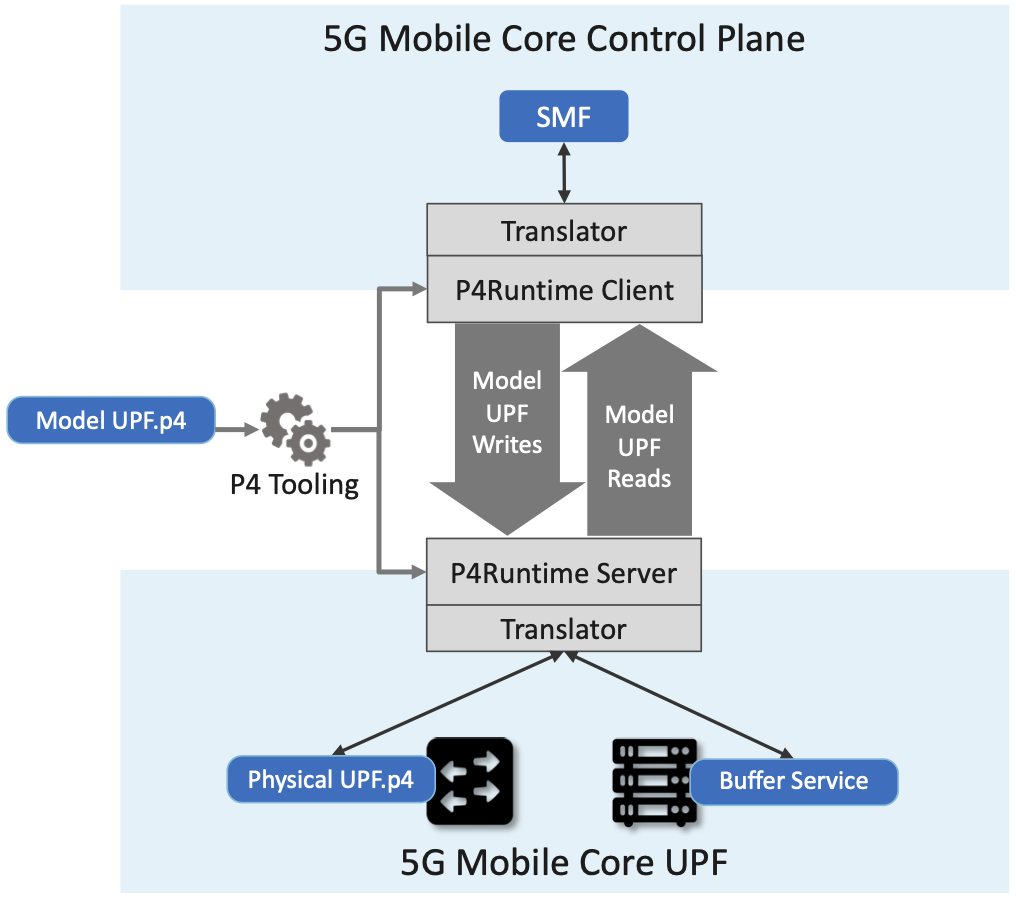 5G Mobile Core Control Plane
SMF
Translator
P4Runtime Client
Model
UPF
Writes
Model
UPF
Reads
Model UPF.p4
P4 Tooling
P4Runtime Server
Translator
Physical UPF.p4
Buffer Service
5G Mobile Core UPF